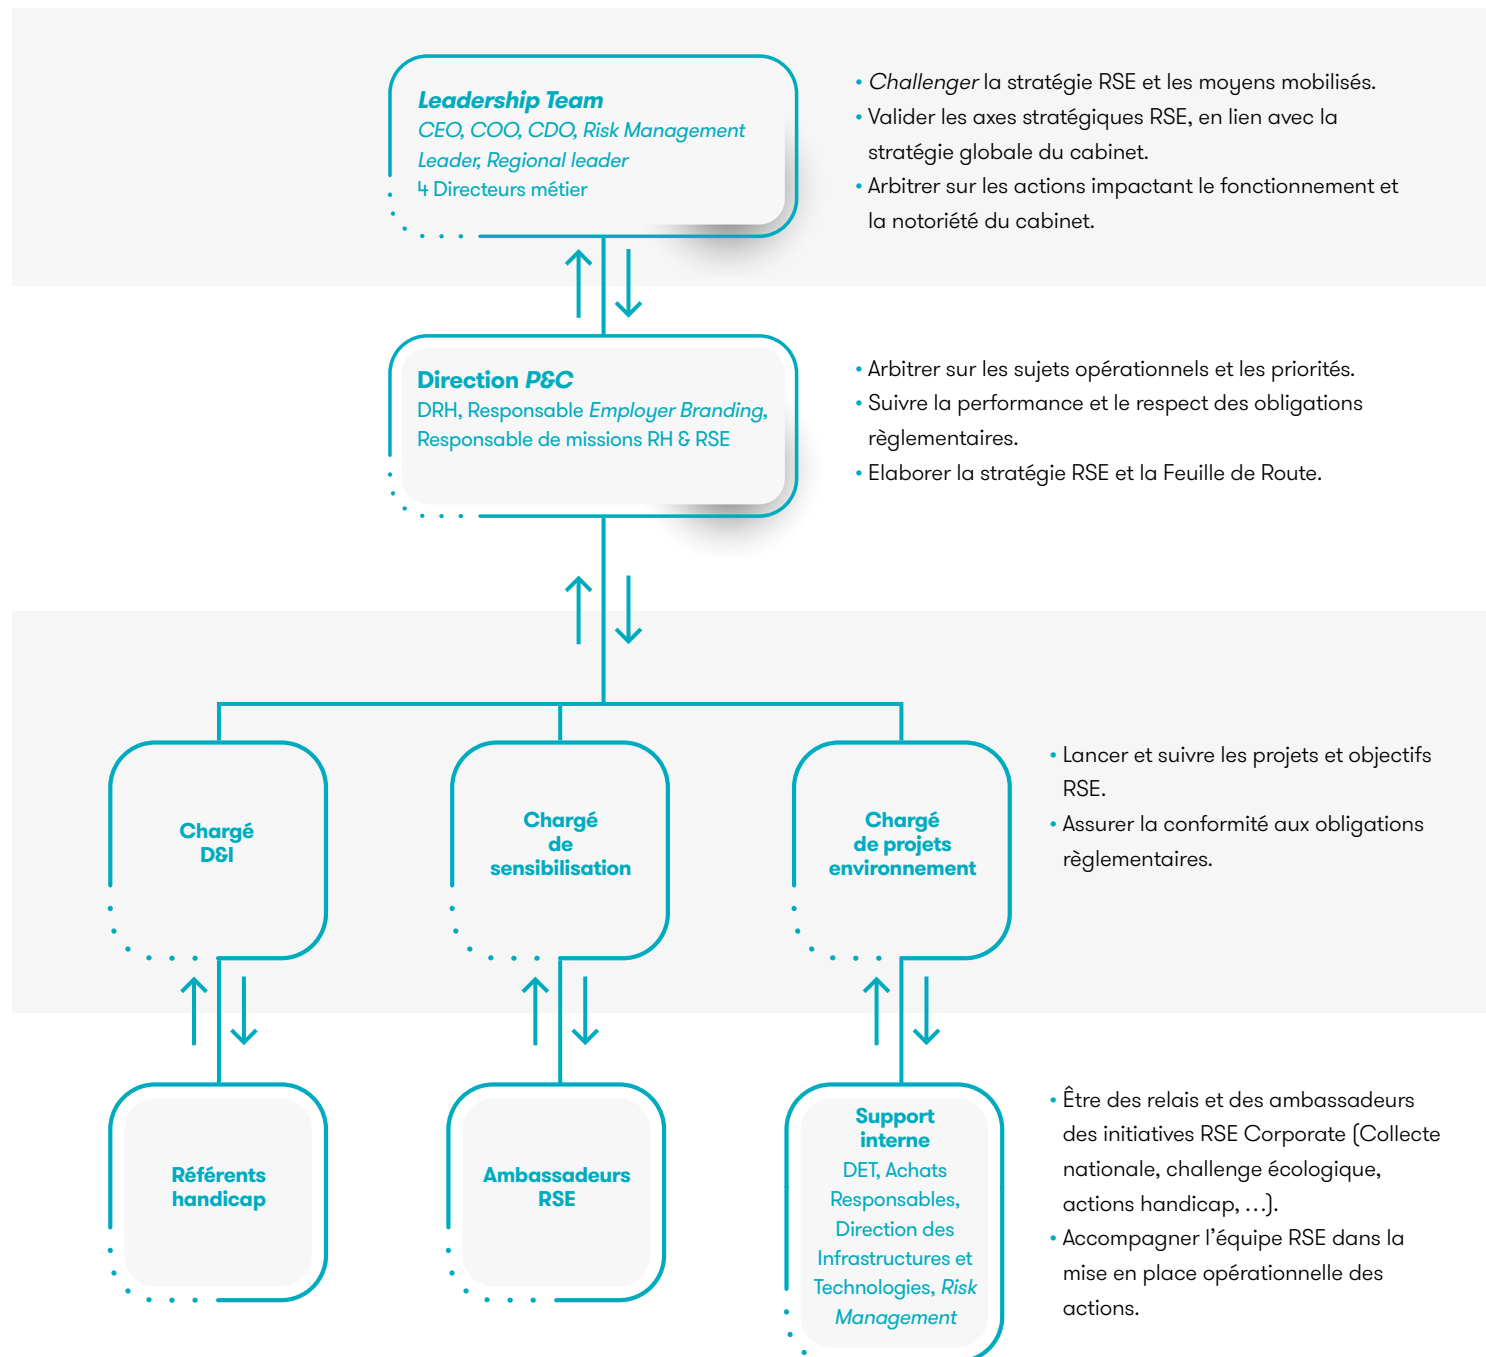 Leadership Team
CEO, COO, CDO, Risk Management
Leader, Regional leader
4 Directeurs métier
• Challenger la stratégie RSE et les moyens mobilisés.
• Valider les axes stratégiques RSE, en lien avec la
stratégie globale du cabinet.
• Arbitrer sur les actions impactant le fonctionnement et
la notoriété du cabinet.
Direction P&C
DRH, Responsable Employer Branding,
Responsable de missions RH & RSE
• Arbitrer sur les sujets opérationnels et les priorités.
• Suivre la performance et le respect des obligations
règlementaires.
• Elaborer la stratégie RSE et la Feuille de Route.
Chargé
D&I
Chargé
de
sensibilisation
Chargé
de projets
environnement
• Lancer et suivre les projets et objectifs
RSE.
• Assurer la conformité aux obligations
règlementaires.
Référents
handicap
Ambassadeurs
RSE
Support
interne
DET, Achats
Responsables,
Direction des
Infrastructures et
Technologies, Risk
Management
• Être des relais et des ambassadeurs
des initiatives RSE Corporate (Collecte
nationale, challenge écologique,
actions handicap, ...).
• Accompagner l'équipe RSE dans la
mise en place opérationnelle des
actions.